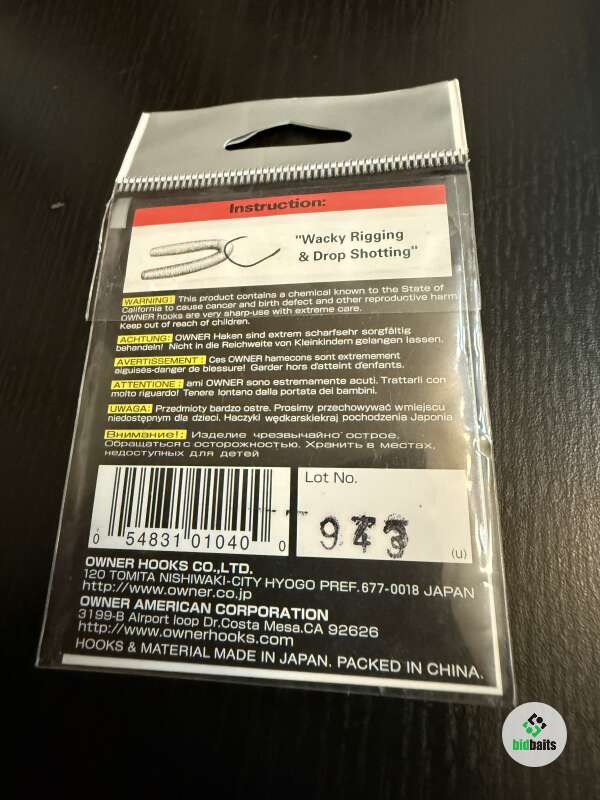 Instruction:
"Wacky Rigging
& Drop Shotting"
WARNING: This product contains a chemical known to the State of
California to cause cancer and birth defect and other reproductive harm
OWNER hooks are very sharp-use with extreme care.
Keep out of reach of children.
ACHTUNG: OWNER Haken sind extrem scharfsehr sorgfältig
behandeln! Nicht in die Reichweite von Kleinkindern gelangen lassen.
AVERTISSEMENT : Ces OWNER hamecons sont extremement
aiguisés-danger de blessure! Garder hors d'atteint d'enfants.
ATTENTIONE : ami OWNER sono estremamente acuti. Trattarli con
molto riguardo! Tenere lontano dalla portata dei bambini.
UWAGA: Przedmioty bardzo ostre. Prosimy przechowywać wmiejscu
niedostępnym dla dzieci. Haczyki wędkarskiekraj pochodzenia Japonia
Внимание!: Изделие чрезвычайно острое.
Обращаться с осторожностью. Хранить в местах,
недоступных для детей
Lot No.
943
(u)
0 54831 01040 0
OWNER HOOKS CO.,LTD.
120 TOMITA NISHIWAKI-CITY HYOGO PREF.677-0018 JAPAN
http://www.owner.co.jp
OWNER AMERICAN CORPORATION
3199-B Airport loop Dr.Costa Mesa.CA 92626
http://www.ownerhooks.com
HOOKS & MATERIAL MADE IN JAPAN. PACKED IN CHINA.
bidbaits